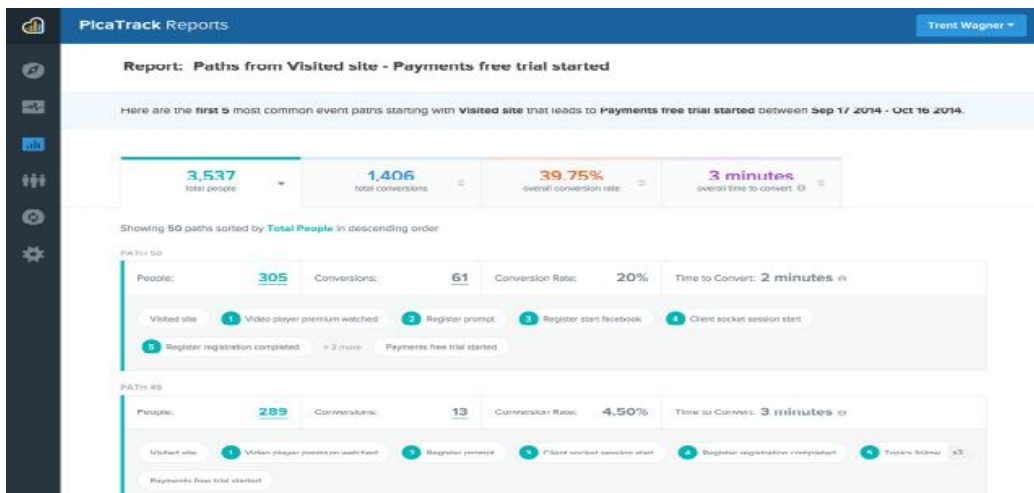 PicaTrack Reports
Trent Wagner
Report: Paths from Visited site - Payments free trial started
Here are the first 5 most common event paths starting with Visited site that leads to Payments free trial started between Sep 17 2014 - Oct 16 2014.
3,537 1,406 39.75% 3 minutes
total people total conversions overall conversion rate overall time to convert
Showing 50 paths sorted by Total People in descending order
PATH 50
People: 305 Conversions: 61 Conversion Rate: 20% Time to Convert: 2 minutes
Visited site 1 Video player premium watched 2 Register prompt 3 Register start facebook 4 Client socket session start
5 Register registration completed + 3 more Payments free trial started
PATH 49
People: 289 Conversions: 13 Conversion Rate: 4.50% Time to Convert: 3 minutes
Visited site 1 Video player premium watched 2 Register prompt 3 Client socket session start 4 Register registration completed 5 Topics follow x3
Payments free trial started